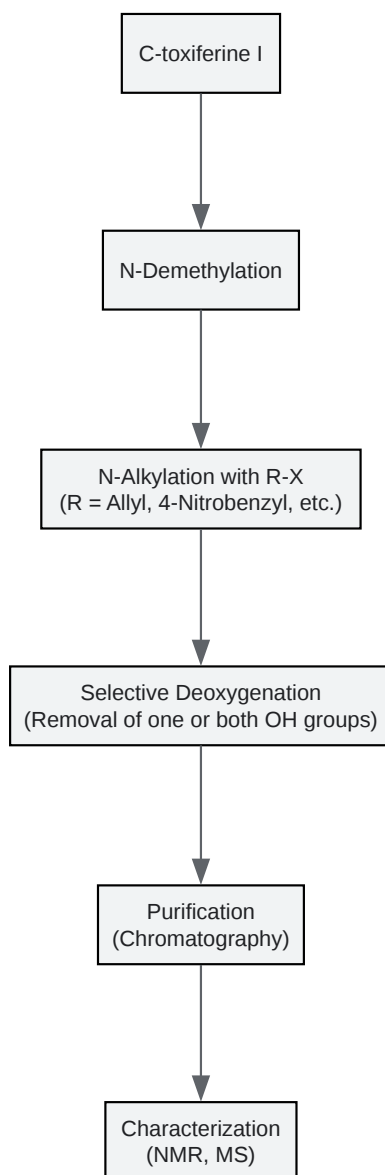 C-toxiferine I
N-Demethylation
N-Alkylation with R-X
(R = Allyl, 4-Nitrobenzyl, etc.)
Selective Deoxygenation
(Removal of one or both OH groups)
Purification
(Chromatography)
Characterization
(NMR, MS)